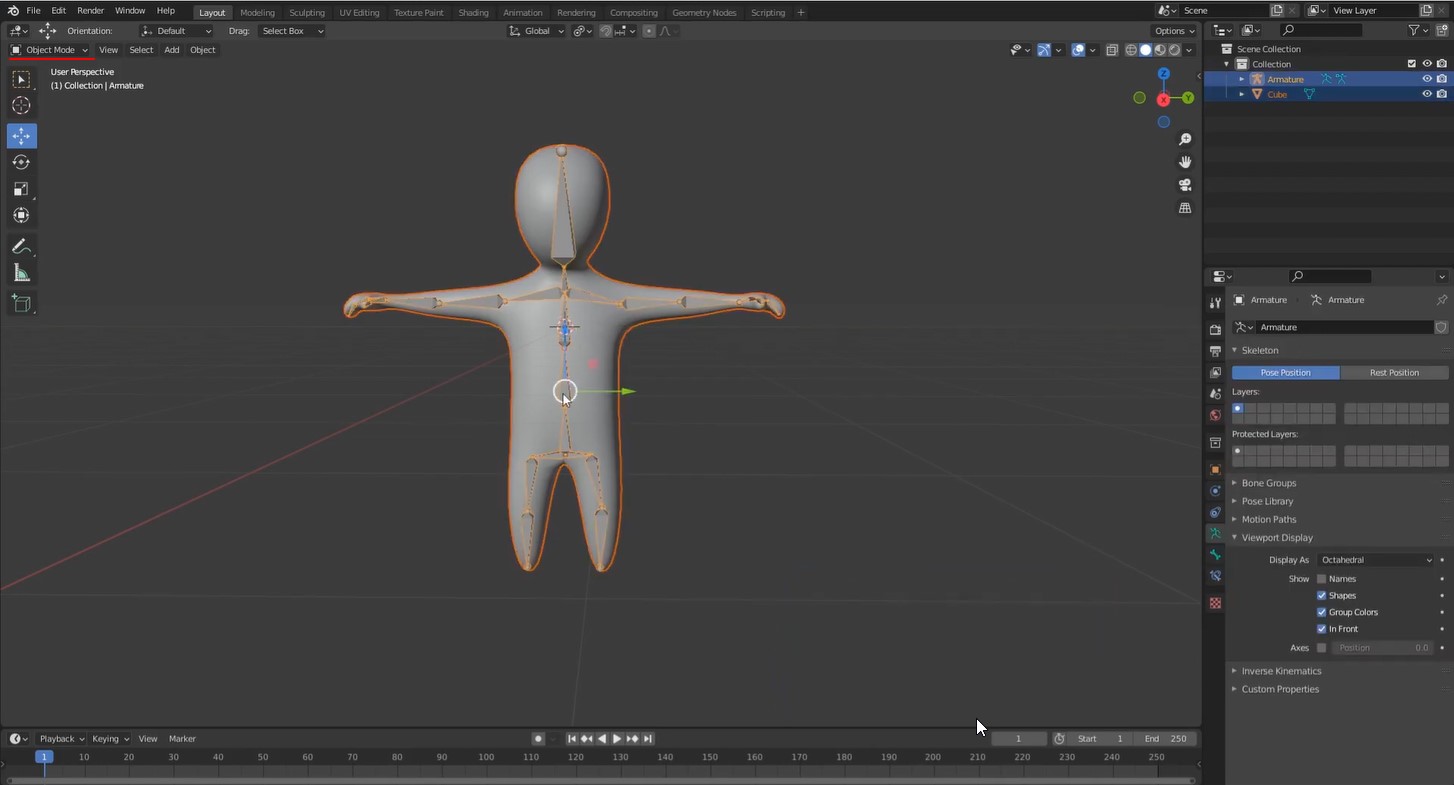 File Edit Render Window Help Layout Modeling Sculpting UV Editing Texture Paint Shading Animation Rendering Compositing Geometry Nodes Scripting + Scene View Layer
Orientation: Default Drag: Select Box Global Options
Object Mode View Select Add Object
User Perspective
(1) Collection | Armature
Z
Y
X
Scene Collection
Collection
Armature
Cube
Armature Armature
Armature
Skeleton
Pose Position Rest Position
Layers:
Protected Layers:
Bone Groups
Pose Library
Motion Paths
Viewport Display
Display As Octahedral
Show Names
Shapes
Group Colors
In Front
Axes Position 0.0
Inverse Kinematics
Custom Properties
Playback Keying View Marker 1 Start 1 End 250
1 10 20 30 40 50 60 70 80 90 100 110 120 130 140 150 160 170 180 190 200 210 220 230 240 250